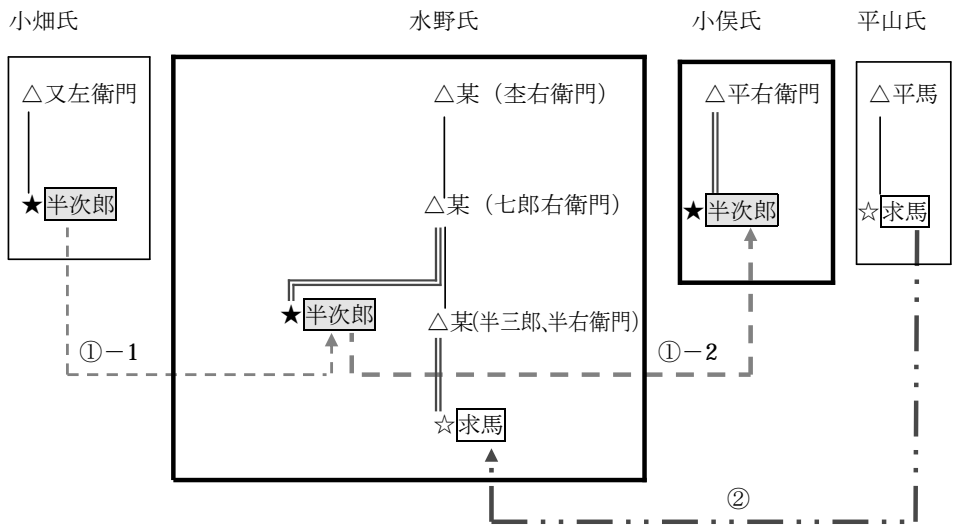 小畑氏 水野氏 小俣氏 平山氏
△又左衛門 △某（杢右衛門） △平右衛門 △平馬
★半次郎 △某（七郎右衛門） ★半次郎 ☆求馬
★半次郎 △某(半三郎、半右衛門)
①－1 ①－2
☆求馬
②